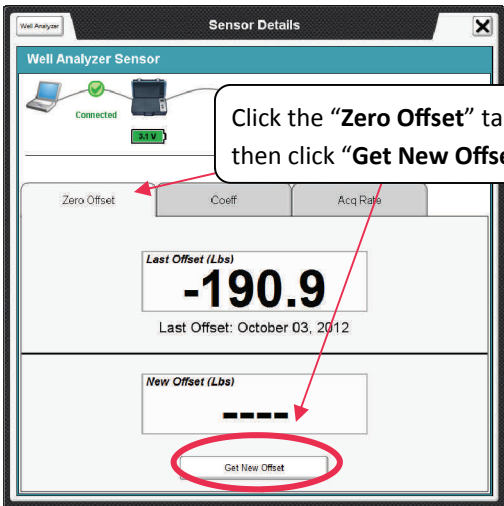 Well Analyzer
Sensor Details
Well Analyzer Sensor
Connected
3.1 V
Click the “Zero Offset” ta
then click “Get New Offse
Zero Offset
Coeff
Acq Rate
Last Offset (Lbs)
-190.9
Last Offset: October 03, 2012
New Offset (Lbs)
----
Get New Offset